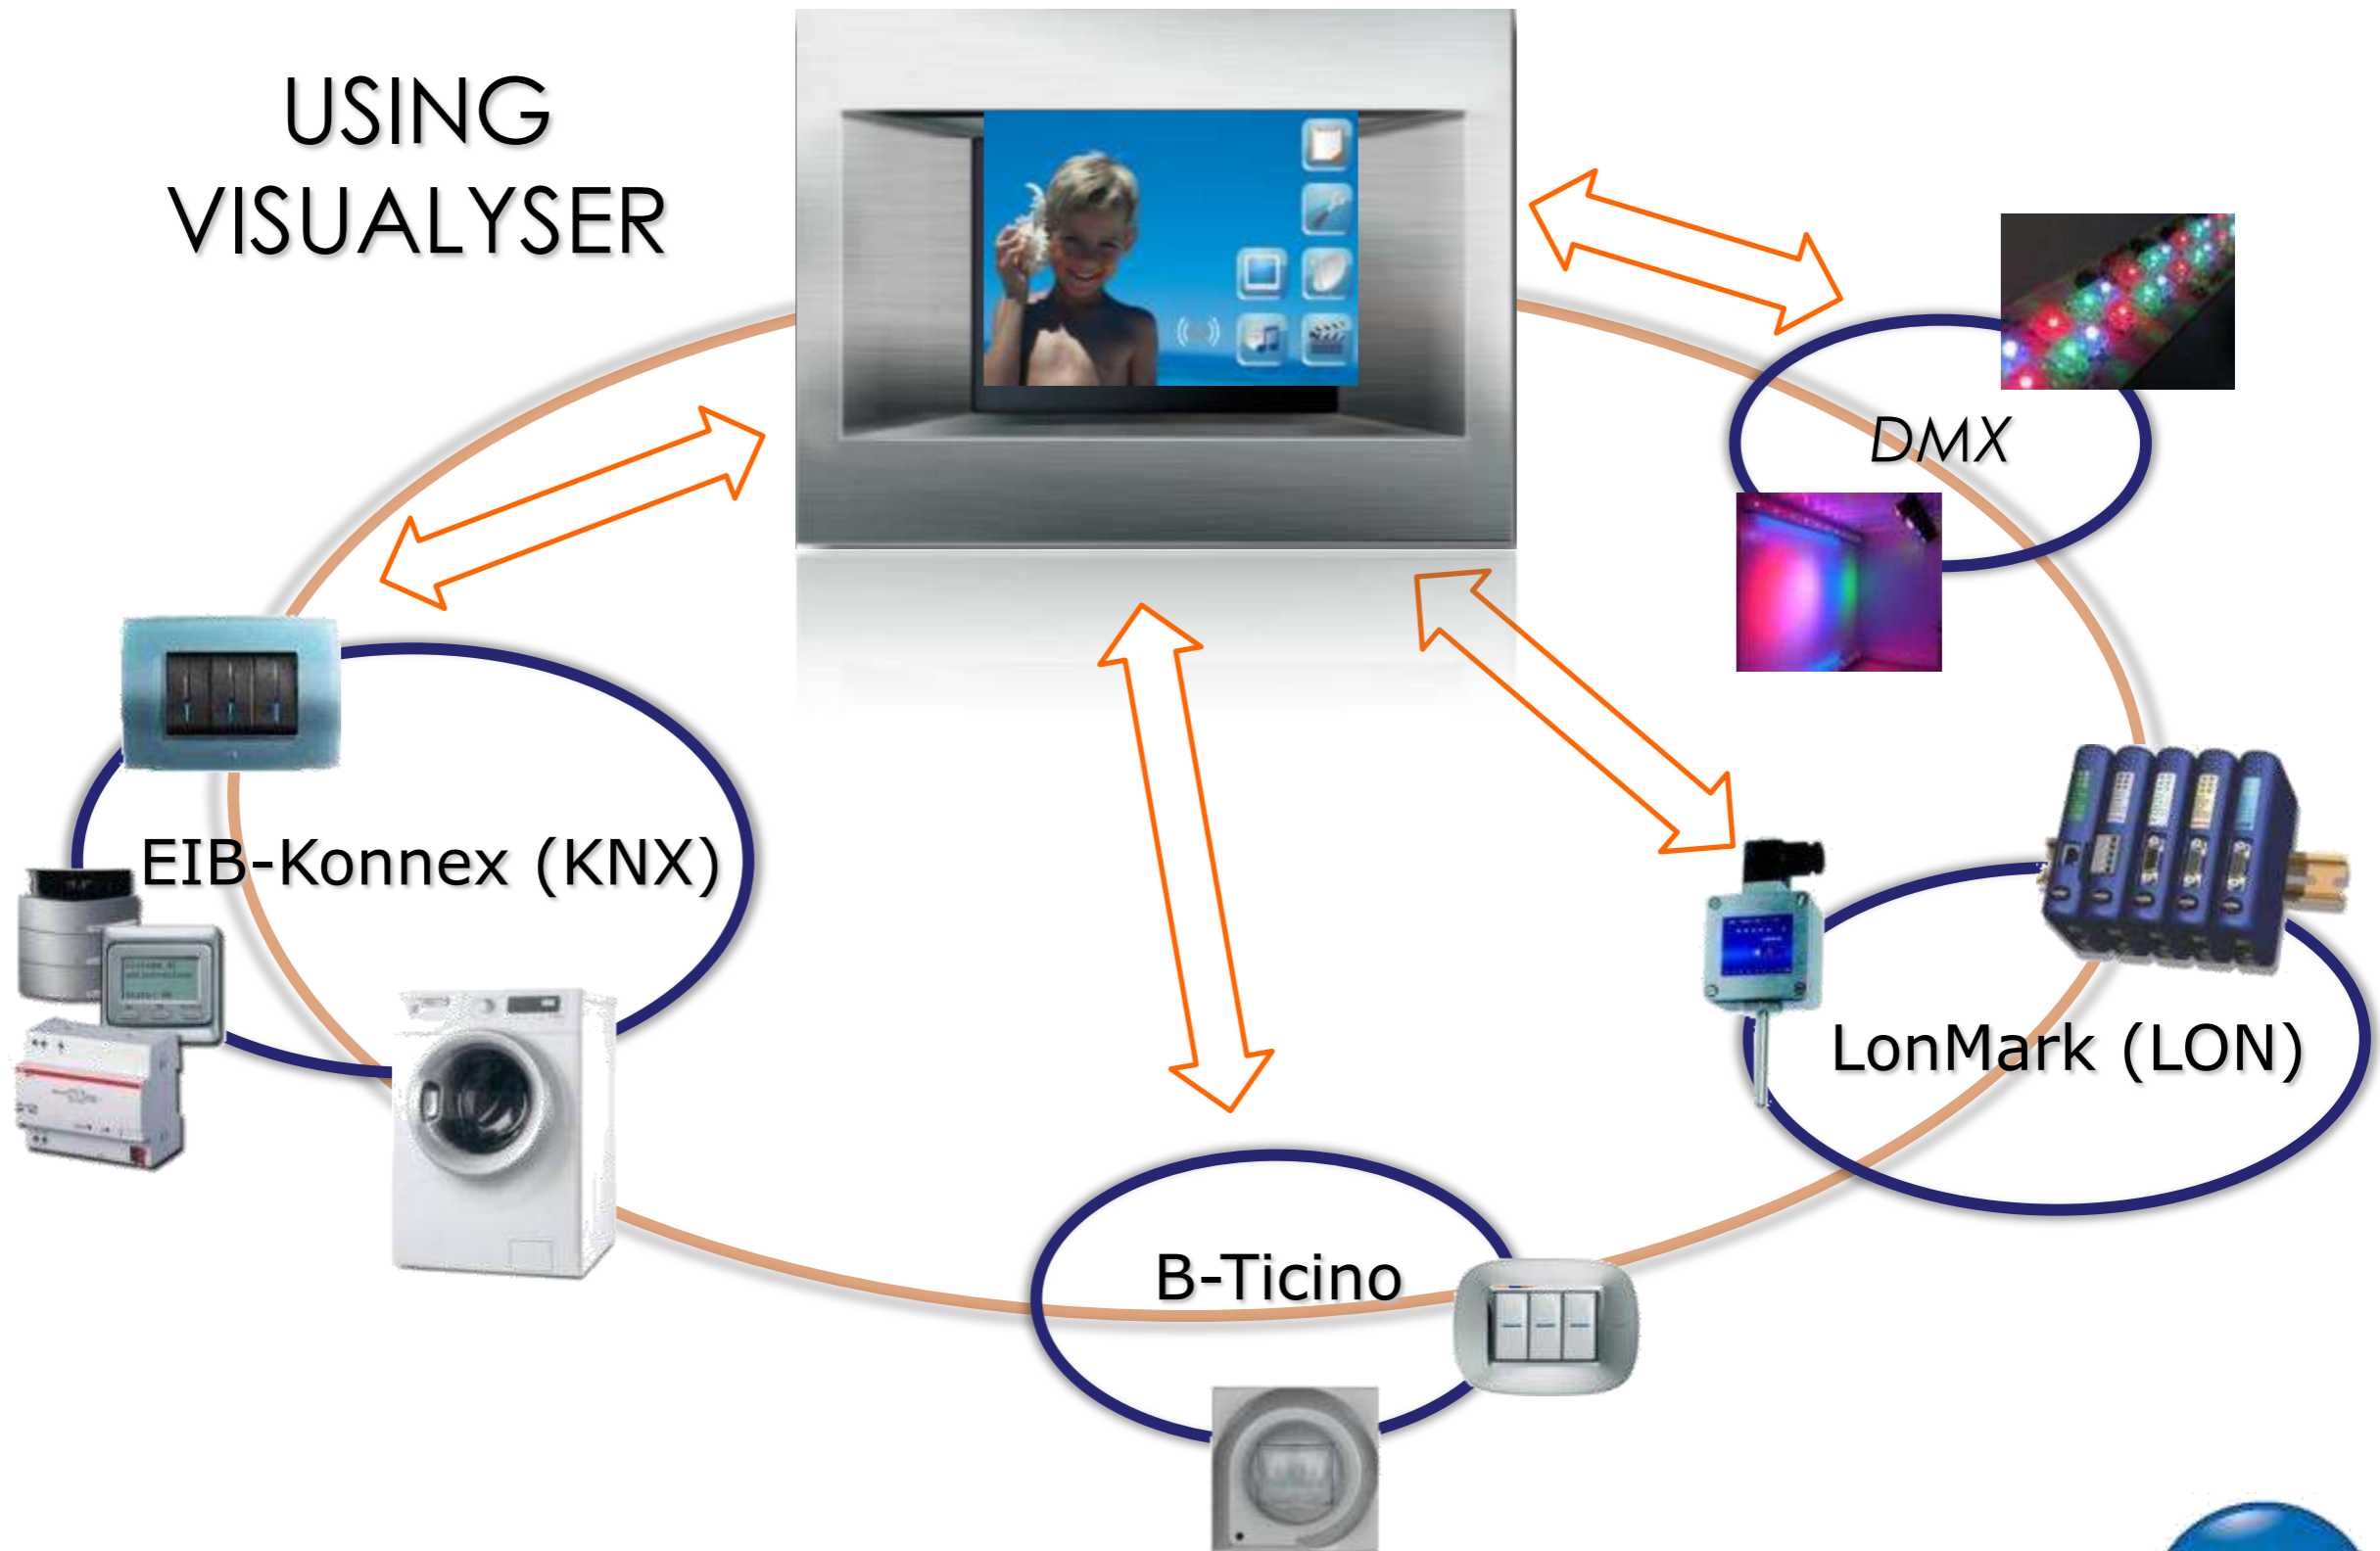 USING
VISUALYSER
DMX
EIB-Konnex (KNX)
LonMark (LON)
B-Ticino